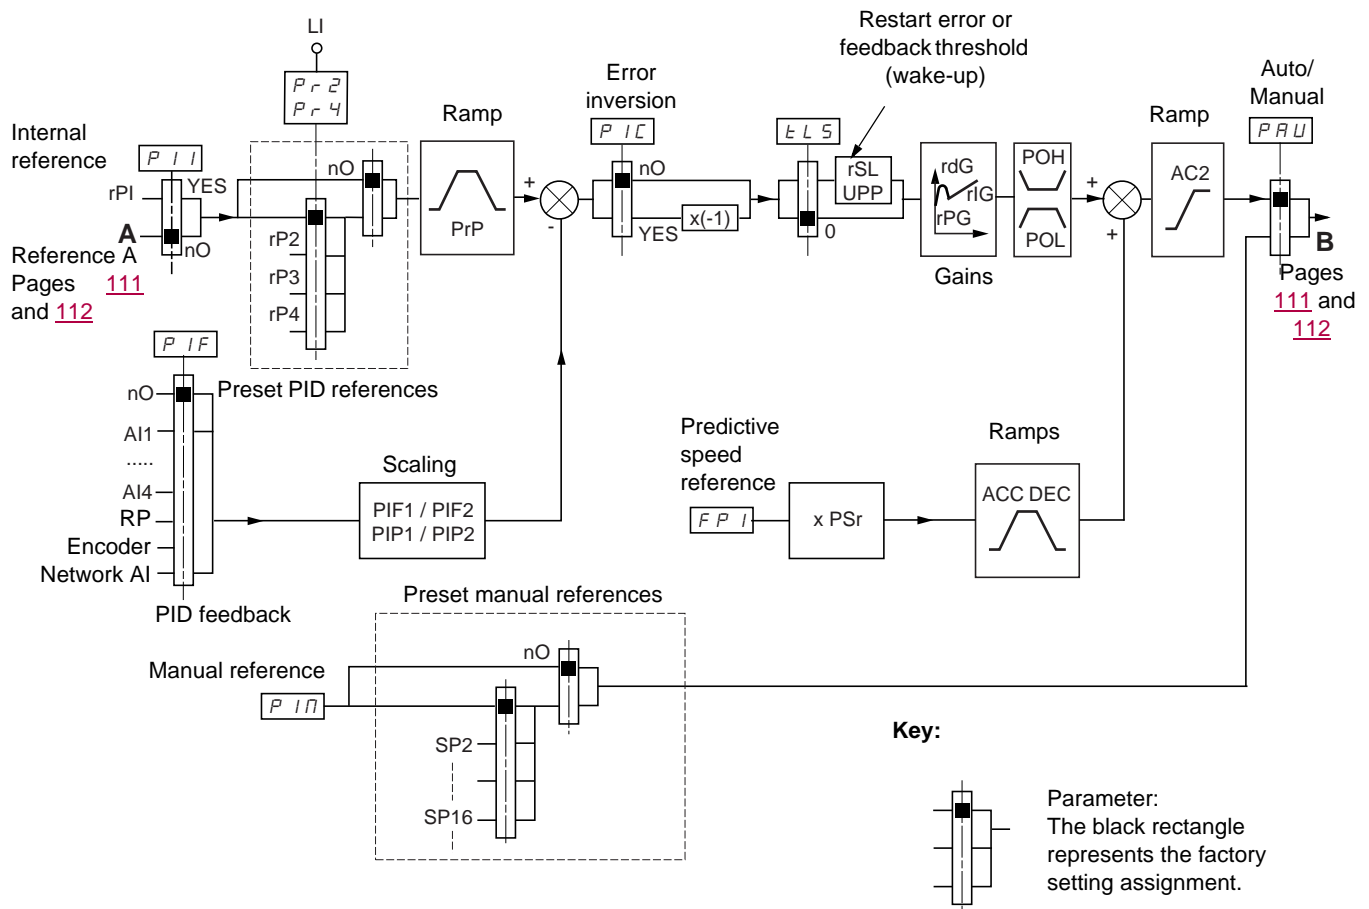 LI
Pr2
Pr4
Internal
reference
PII
rPI
YES
A
nO
Reference A
Pages 111
and 112
nO
rP2
rP3
rP4
Preset PID references
Ramp
PrP
+
-
Error
inversion
PIC
nO
YES
x(-1)
Restart error or
feedback threshold
(wake-up)
tLS
rSL
UPP
0
rdG
rIG
rPG
Gains
POH
POL
+
+
Ramp
AC2
Auto/
Manual
PAU
B
Pages
111 and
112
PIF
nO
AI1
.....
AI4
RP
Encoder
Network AI
PID feedback
Scaling
PIF1 / PIF2
PIP1 / PIP2
Predictive
speed
reference
FPI
x PSr
Ramps
ACC DEC
Preset manual references
Manual reference
PIM
nO
SP2
SP16
Key:
Parameter:
The black rectangle
represents the factory
setting assignment.